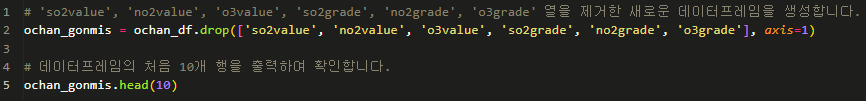 1 # 'so2value', 'no2value', 'o3value', 'so2grade', 'no2grade', 'o3grade' 열을 제거한 새로운 데이터프레임을 생성합니다.
2 ochan_gonmis = ochan_df.drop(['so2value', 'no2value', 'o3value', 'so2grade', 'no2grade', 'o3grade'], axis=1)
3
4 # 데이터프레임의 처음 10개 행을 출력하여 확인합니다.
5 ochan_gonmis.head(10)